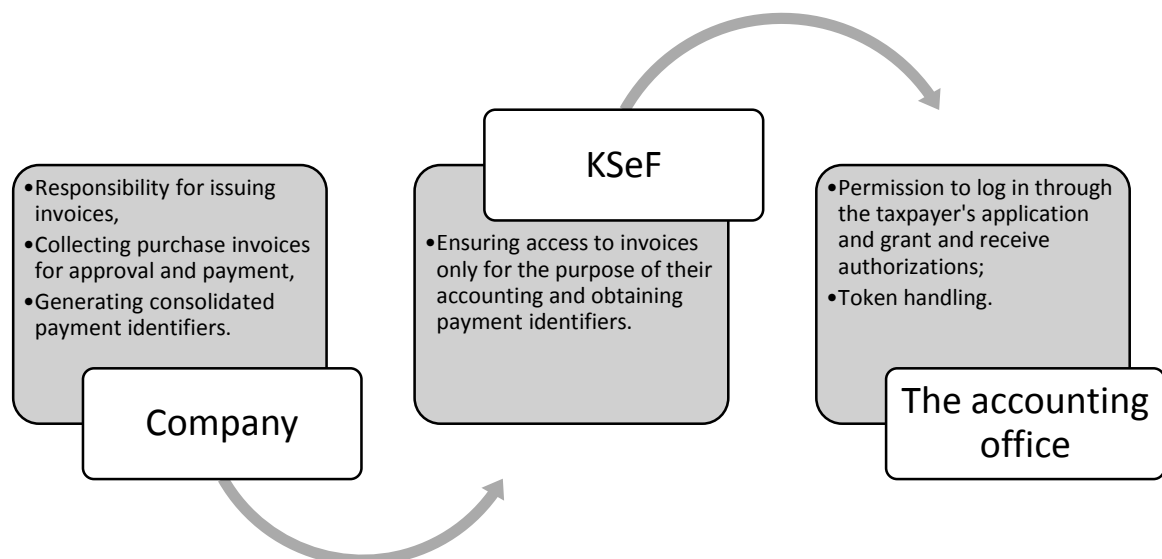 •Responsibility for issuing
invoices,
•Collecting purchase invoices
for approval and payment,
•Generating consolidated
payment identifiers.
Company
KSeF
•Ensuring access to invoices
only for the purpose of their
accounting and obtaining
payment identifiers.
•Permission to log in through
the taxpayer's application
and grant and receive
authorizations;
•Token handling.
The accounting
office